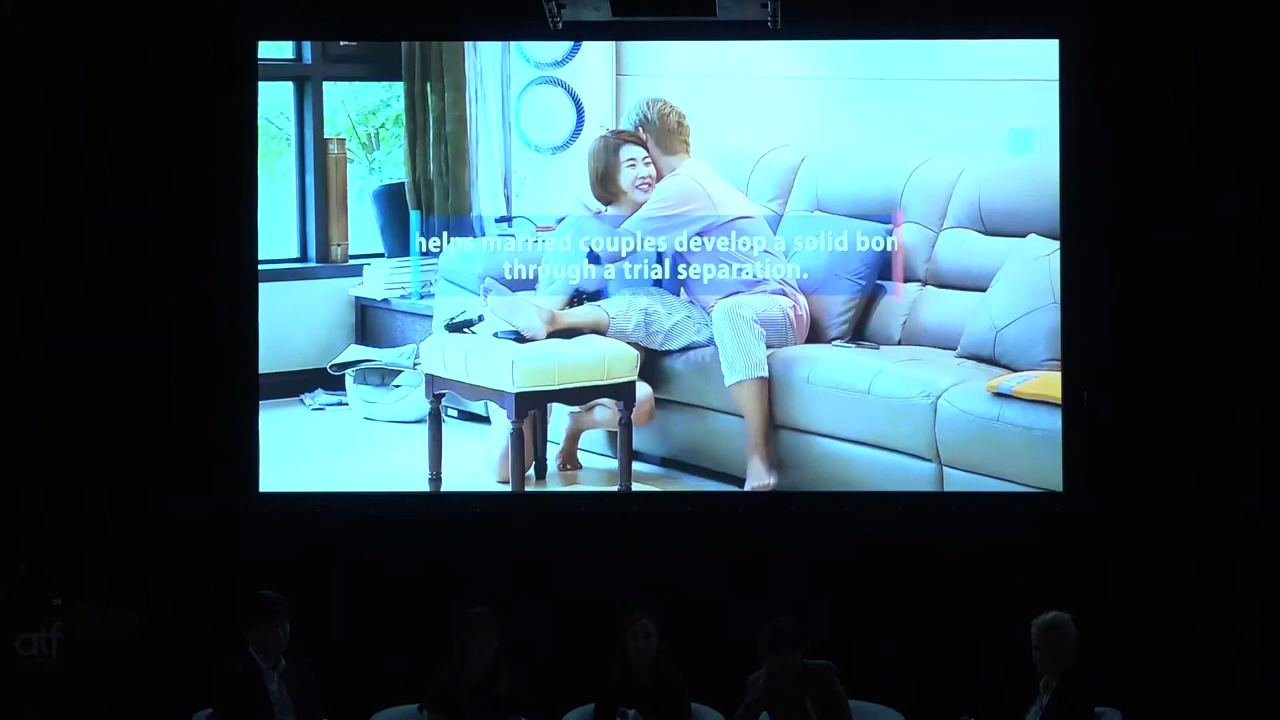 helps married couples develop a solid bon
through a trial separation.
atf